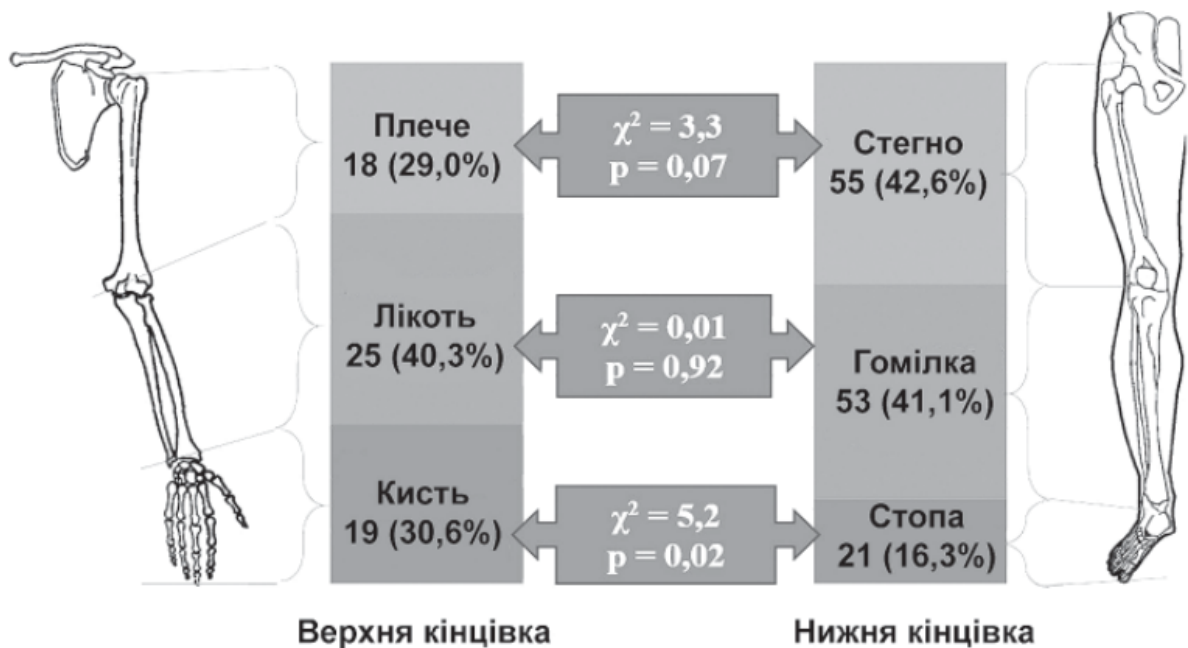 Плече
18 (29,0%)
χ² = 3,3
p = 0,07
Стегно
55 (42,6%)
Лікоть
25 (40,3%)
χ² = 0,01
p = 0,92
Гомілка
53 (41,1%)
Кисть
19 (30,6%)
χ² = 5,2
p = 0,02
Стопа
21 (16,3%)
Верхня кінцівка
Нижня кінцівка